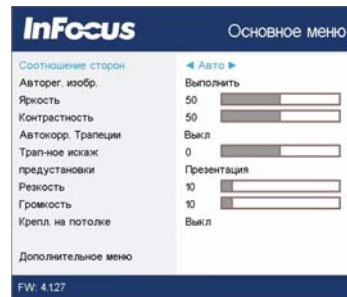 InFocus
Основное меню
Соотношение сторон ◄ Авто ►
Авторег. изобр. Выполнить
Яркость 50
Контрастность 50
Автокорр. Трапеции Выкл
Трап-ное искаж 0
предустановки Презентация
Резкость 10
Громкость 10
Крепл. на потолке Выкл
Дополнительное меню
FW: 4.1.27